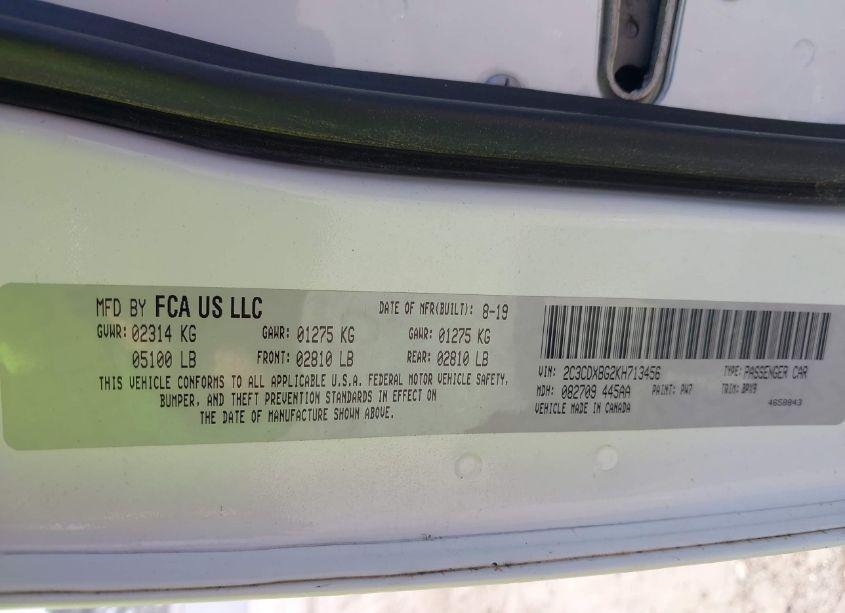 MFD BY FCA US LLC DATE OF MFR(BUILT): 8-19
GVWR: 02314 KG GAWR: 01275 KG GAWR: 01275 KG
05100 LB FRONT: 02810 LB REAR: 02810 LB
THIS VEHICLE CONFORMS TO ALL APPLICABLE U.S.A. FEDERAL MOTOR VEHICLE SAFETY,
BUMPER, AND THEFT PREVENTION STANDARDS IN EFFECT ON
THE DATE OF MANUFACTURE SHOWN ABOVE.
VIN: 2C3CDXBG2KH713456 TYPE: PASSENGER CAR
MDH: 082709 445AA PAINT: PW7 TRIM: BPX9
VEHICLE MADE IN CANADA 4658843